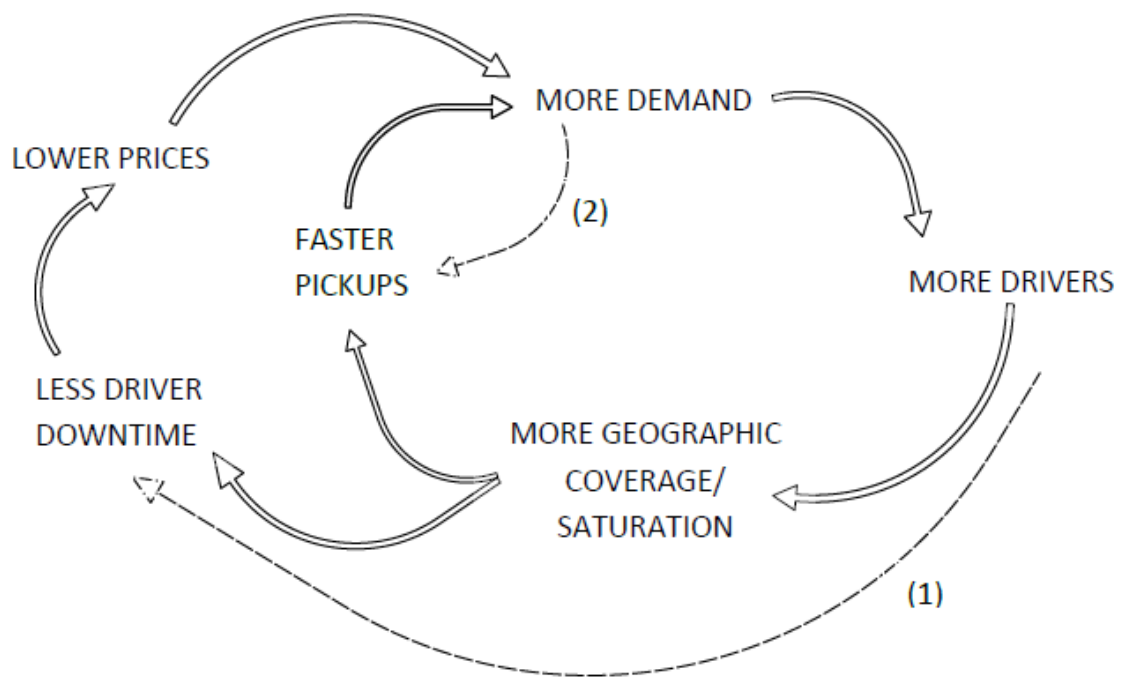 MORE DEMAND
LOWER PRICES
(2)
FASTER
PICKUPS
MORE DRIVERS
LESS DRIVER
DOWNTIME
MORE GEOGRAPHIC
COVERAGE/
SATURATION
(1)